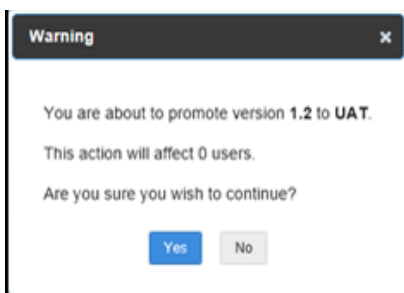 Warning
You are about to promote version 1.2 to UAT.
This action will affect 0 users.
Are you sure you wish to continue?
Yes No